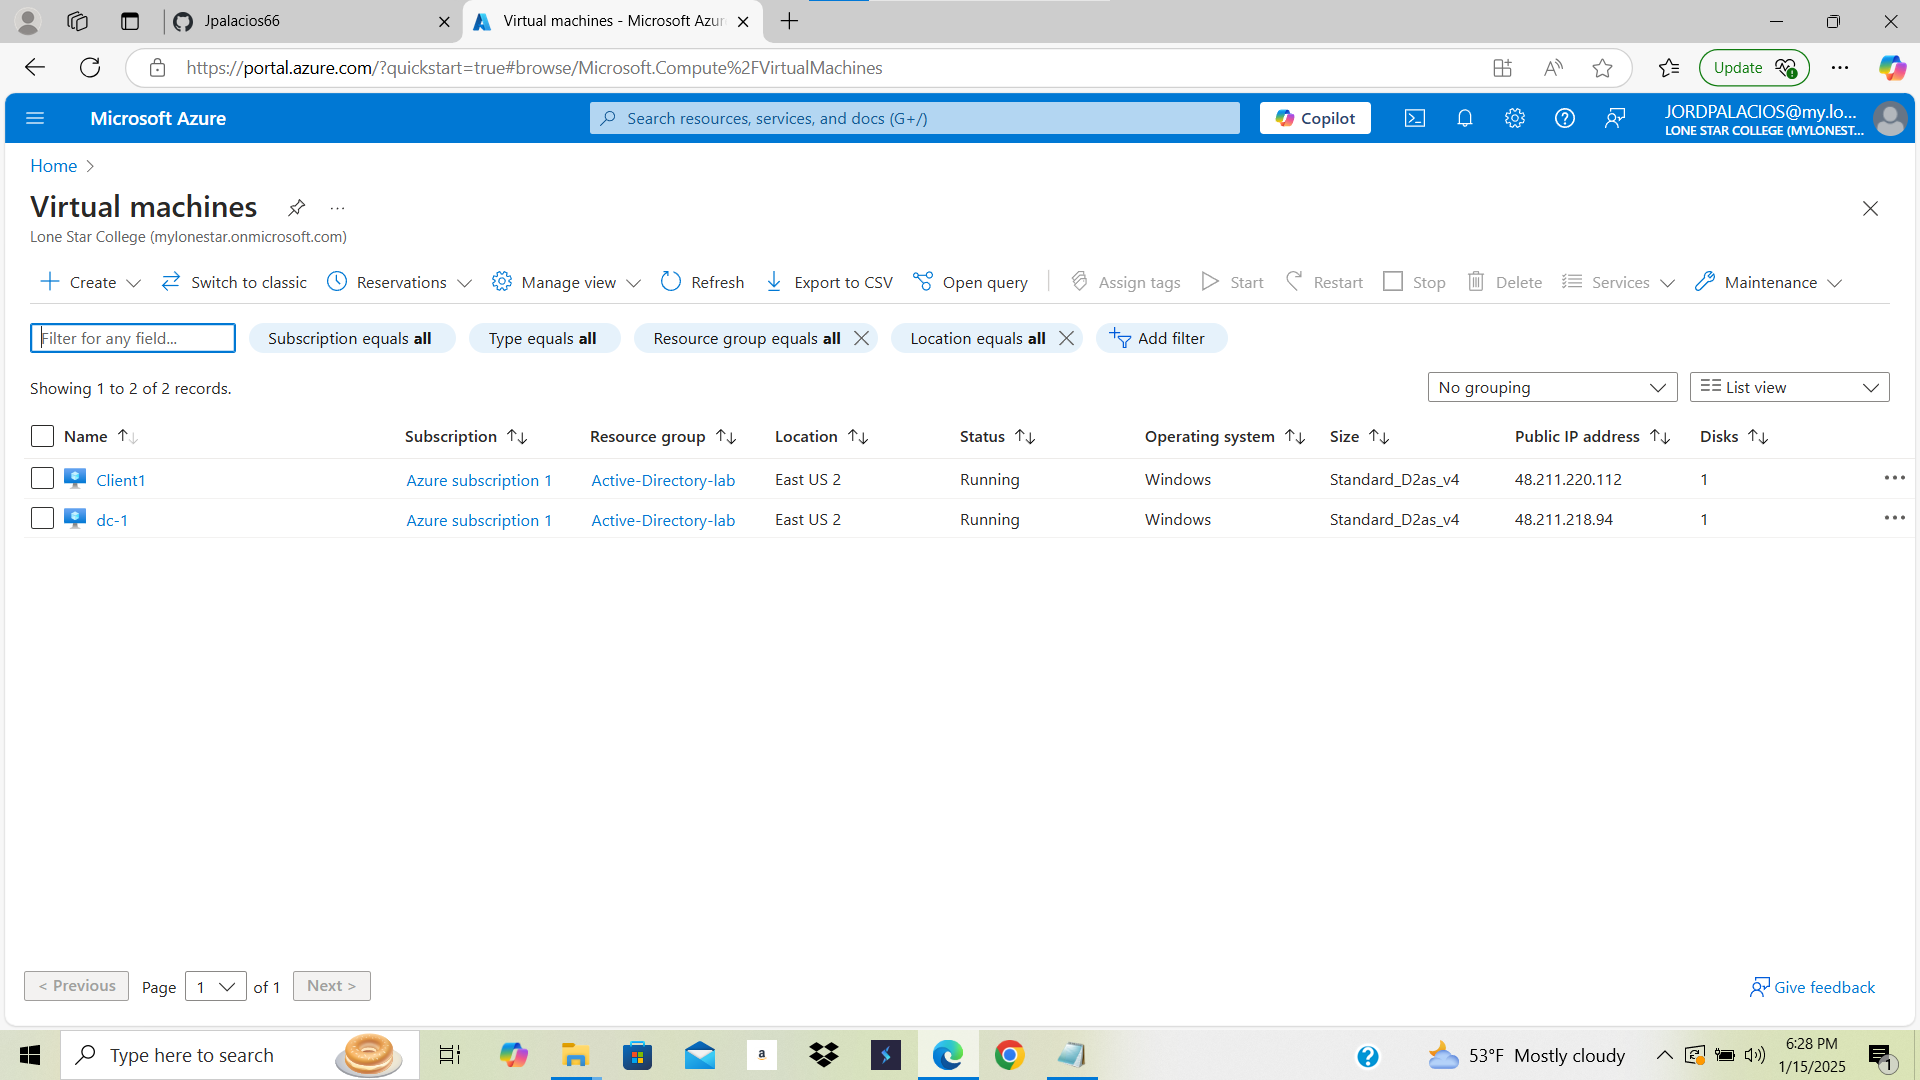 Jpalacios66
Virtual machines - Microsoft Azur
https://portal.azure.com/?quickstart=true#browse/Microsoft.Compute%2FVirtualMachines
Update
Microsoft Azure
Search resources, services, and docs (G+/)
Copilot
JORDPALACIOS@my.lo...
LONE STAR COLLEGE (MYLONEST...
Home
Virtual machines
Lone Star College (mylonestar.onmicrosoft.com)
Create Switch to classic Reservations Manage view Refresh Export to CSV Open query Assign tags Start Restart Stop Delete Services Maintenance
Filter for any field... Subscription equals all Type equals all Resource group equals all Location equals all Add filter
Showing 1 to 2 of 2 records. No grouping List view
Name Subscription Resource group Location Status Operating system Size Public IP address Disks
Client1 Azure subscription 1 Active-Directory-lab East US 2 Running Windows Standard_D2as_v4 48.211.220.112 1
dc-1 Azure subscription 1 Active-Directory-lab East US 2 Running Windows Standard_D2as_v4 48.211.218.94 1
< Previous Page 1 of 1 Next > Give feedback
Type here to search
a
53°F Mostly cloudy
6:28 PM
1/15/2025
1